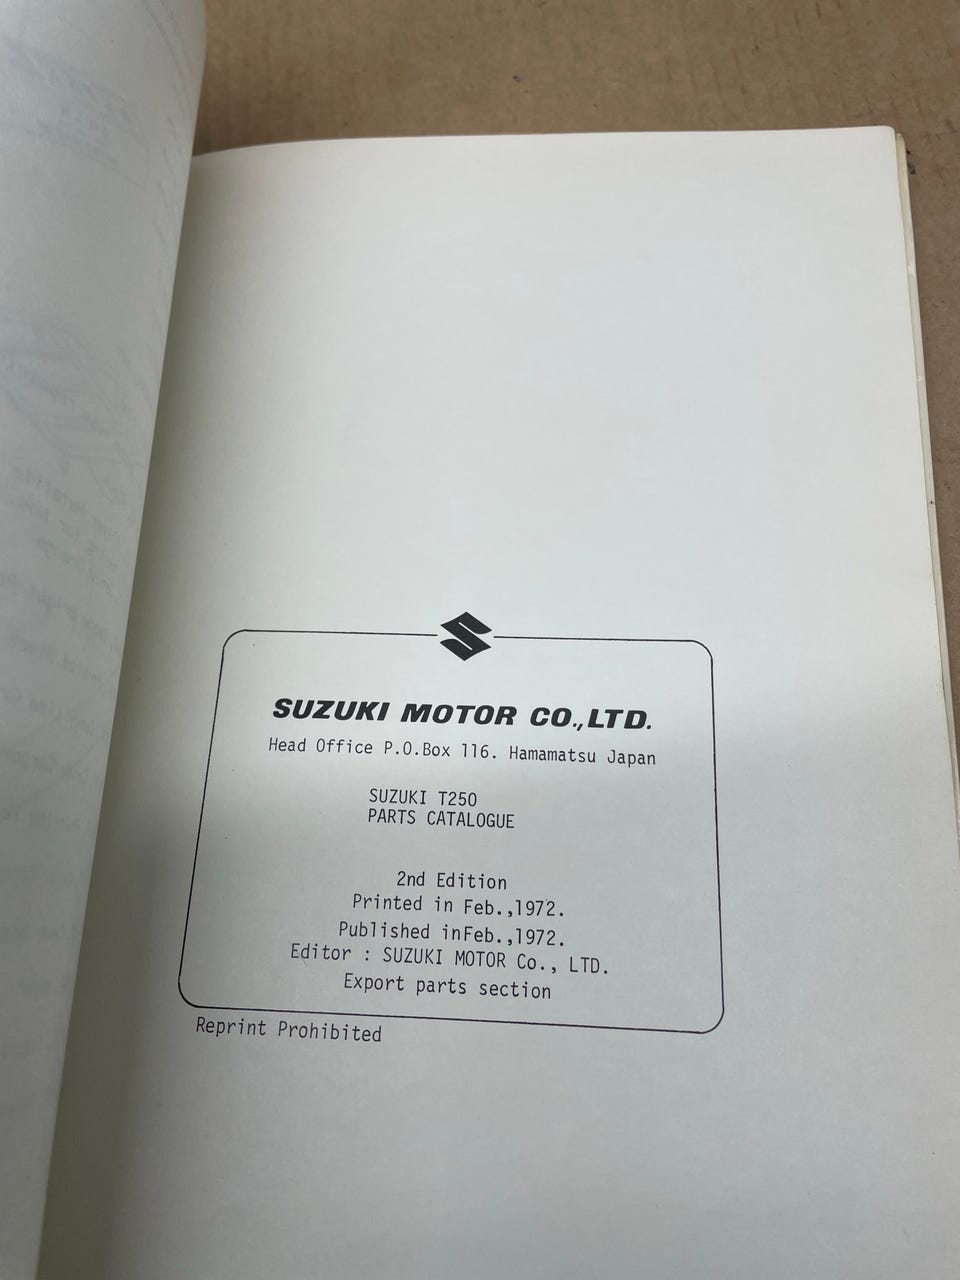 SUZUKI MOTOR CO.,LTD.
Head Office P.O.Box 116. Hamamatsu Japan
SUZUKI T250
PARTS CATALOGUE
2nd Edition
Printed in Feb.,1972.
Published inFeb.,1972.
Editor : SUZUKI MOTOR Co., LTD.
Export parts section
Reprint Prohibited